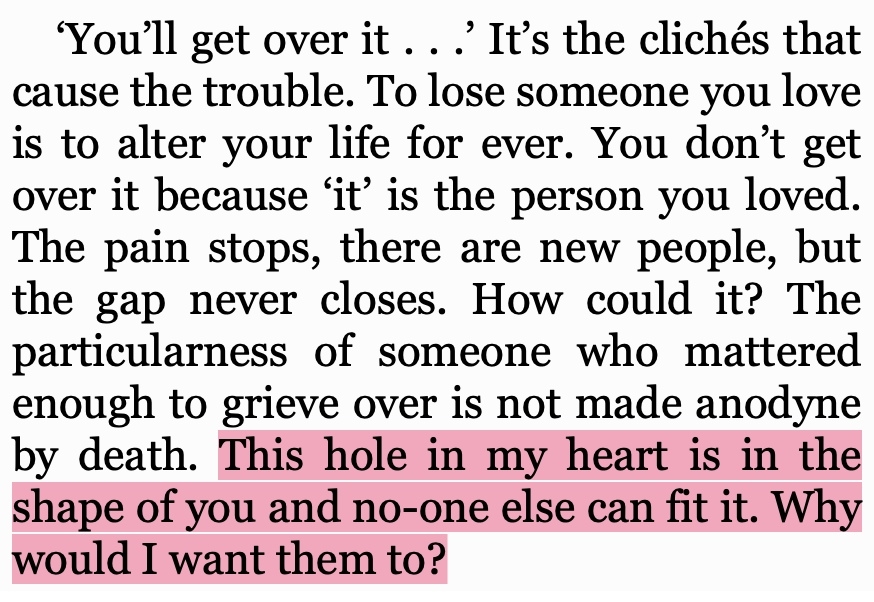 ‘You’ll get over it . . .’ It’s the clichés that
cause the trouble. To lose someone you love
is to alter your life for ever. You don’t get
over it because ‘it’ is the person you loved.
The pain stops, there are new people, but
the gap never closes. How could it? The
particularness of someone who mattered
enough to grieve over is not made anodyne
by death. This hole in my heart is in the
shape of you and no-one else can fit it. Why
would I want them to?